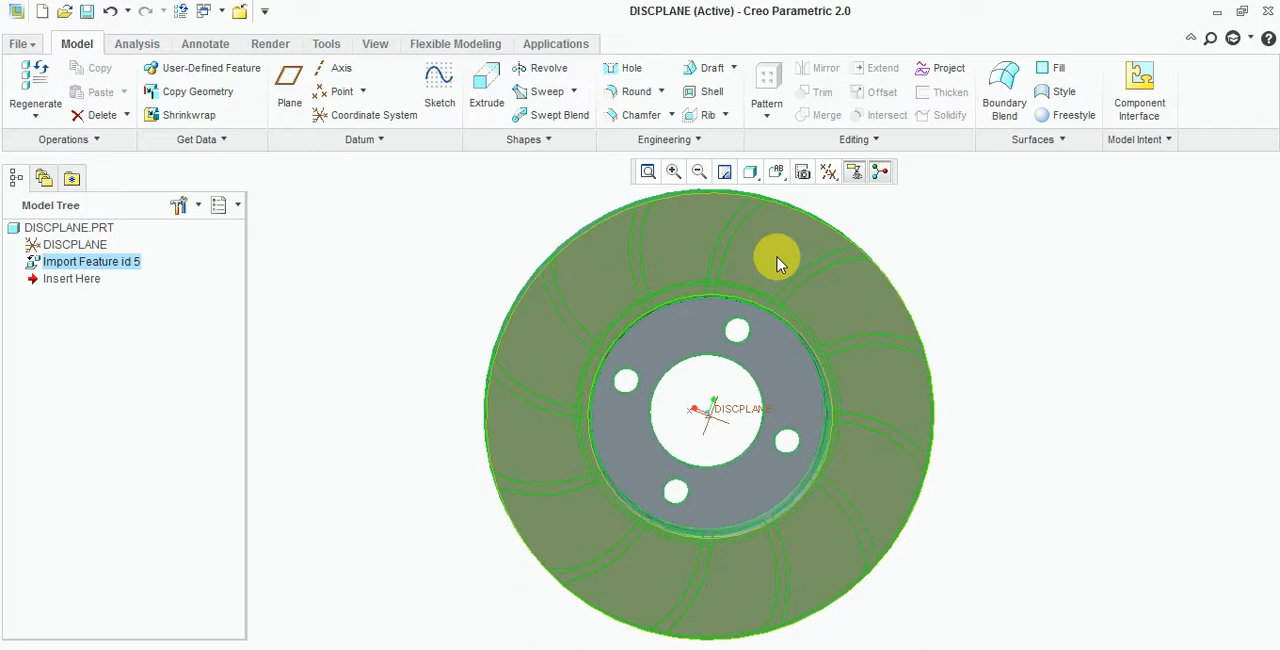 DISCPLANE (Active) - Creo Parametric 2.0
File Model Analysis Annotate Render Tools View Flexible Modeling Applications
Regenerate
Copy
Paste
Delete
Operations
User-Defined Feature
Copy Geometry
Shrinkwrap
Get Data
Plane
Axis
Point
Coordinate System
Sketch
Datum
Extrude
Revolve
Sweep
Swept Blend
Shapes
Hole
Round
Chamfer
Draft
Shell
Rib
Engineering
Pattern
Mirror
Trim
Merge
Extend
Offset
Intersect
Project
Thicken
Solidify
Editing
Boundary
Blend
Fill
Style
Freestyle
Surfaces
Component
Interface
Model Intent
Model Tree
DISCPLANE.PRT
DISCPLANE
Import Feature id 5
Insert Here
DISCPLANE